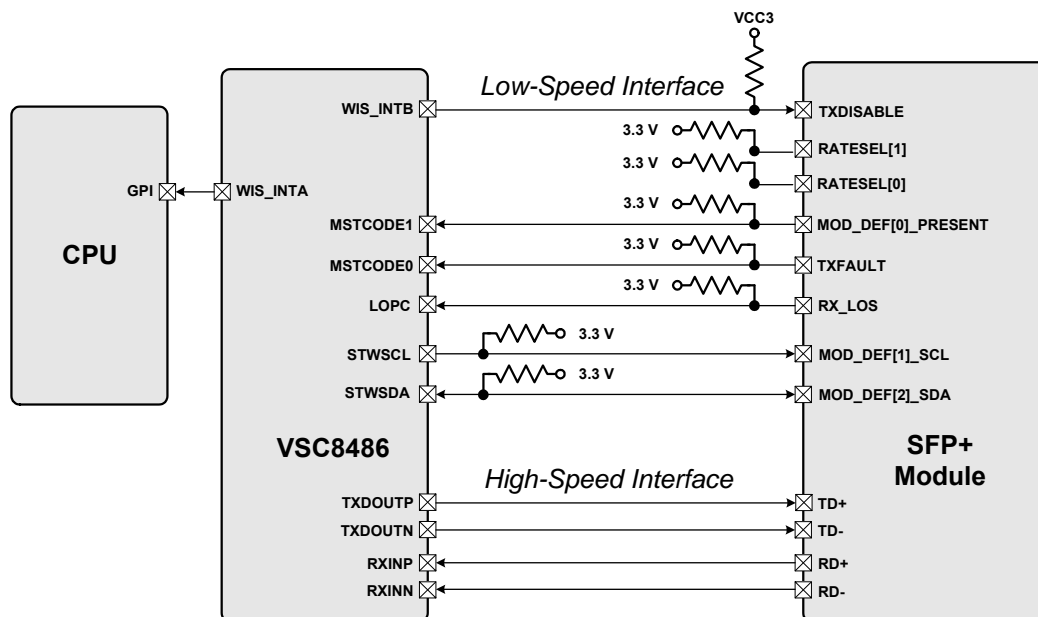 VCC3
Low-Speed Interface
WIS_INTB
TXDISABLE
3.3 V
RATESEL[1]
3.3 V
RATESEL[0]
GPI
WIS_INTA
3.3 V
MSTCODE1
MOD_DEF[0]_PRESENT
CPU
3.3 V
MSTCODE0
TXFAULT
3.3 V
LOPC
RX_LOS
3.3 V
STWSCL
MOD_DEF[1]_SCL
3.3 V
STWSDA
MOD_DEF[2]_SDA
VSC8486
SFP+
Module
High-Speed Interface
TXDOUTP
TD+
TXDOUTN
TD-
RXINP
RD+
RXINN
RD-